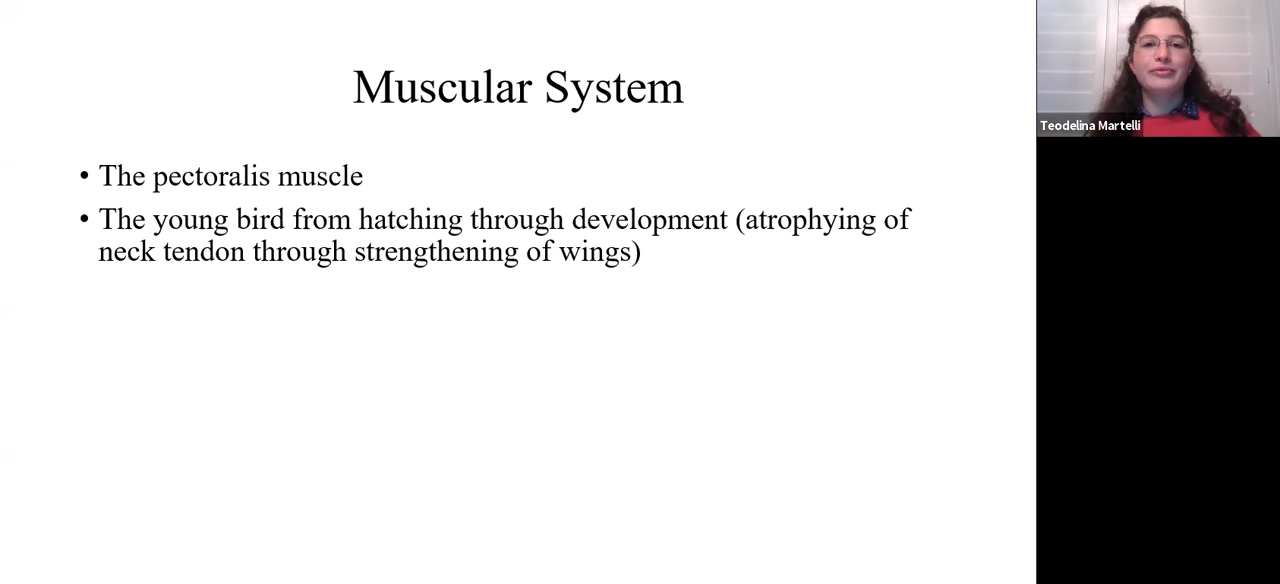 Muscular System
• The pectoralis muscle
• The young bird from hatching through development (atrophying of
neck tendon through strengthening of wings)
Teodelina Martelli